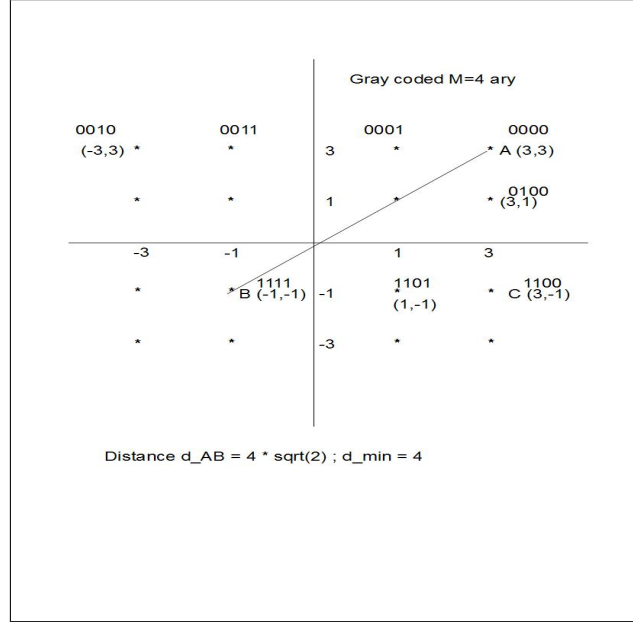 Gray coded M=4 ary
0010 0011 0001 0000
(-3,3) * * 3 * * A (3,3)
0100
* * 1 * * (3,1)
-3 -1 1 3
1111 1101 1100
* * B (-1,-1) -1 * * C (3,-1)
(1,-1)
* * -3 * *
Distance d_AB = 4 * sqrt(2) ; d_min = 4